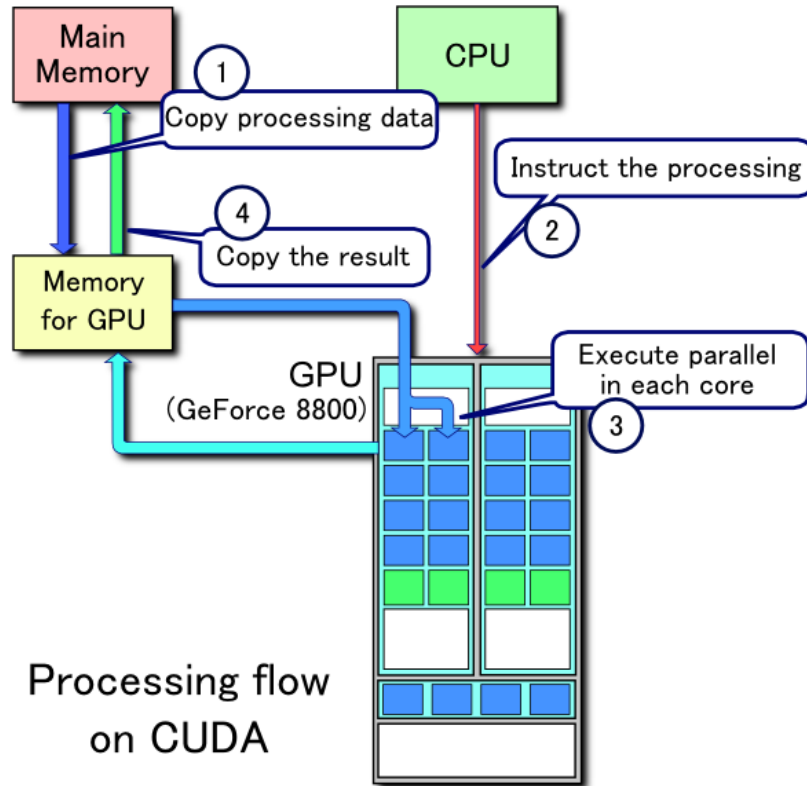 Main
Memory
CPU
1
Copy processing data
Instruct the processing
2
4
Copy the result
Memory
for GPU
GPU
(GeForce 8800)
Execute parallel
in each core
3
Processing flow
on CUDA